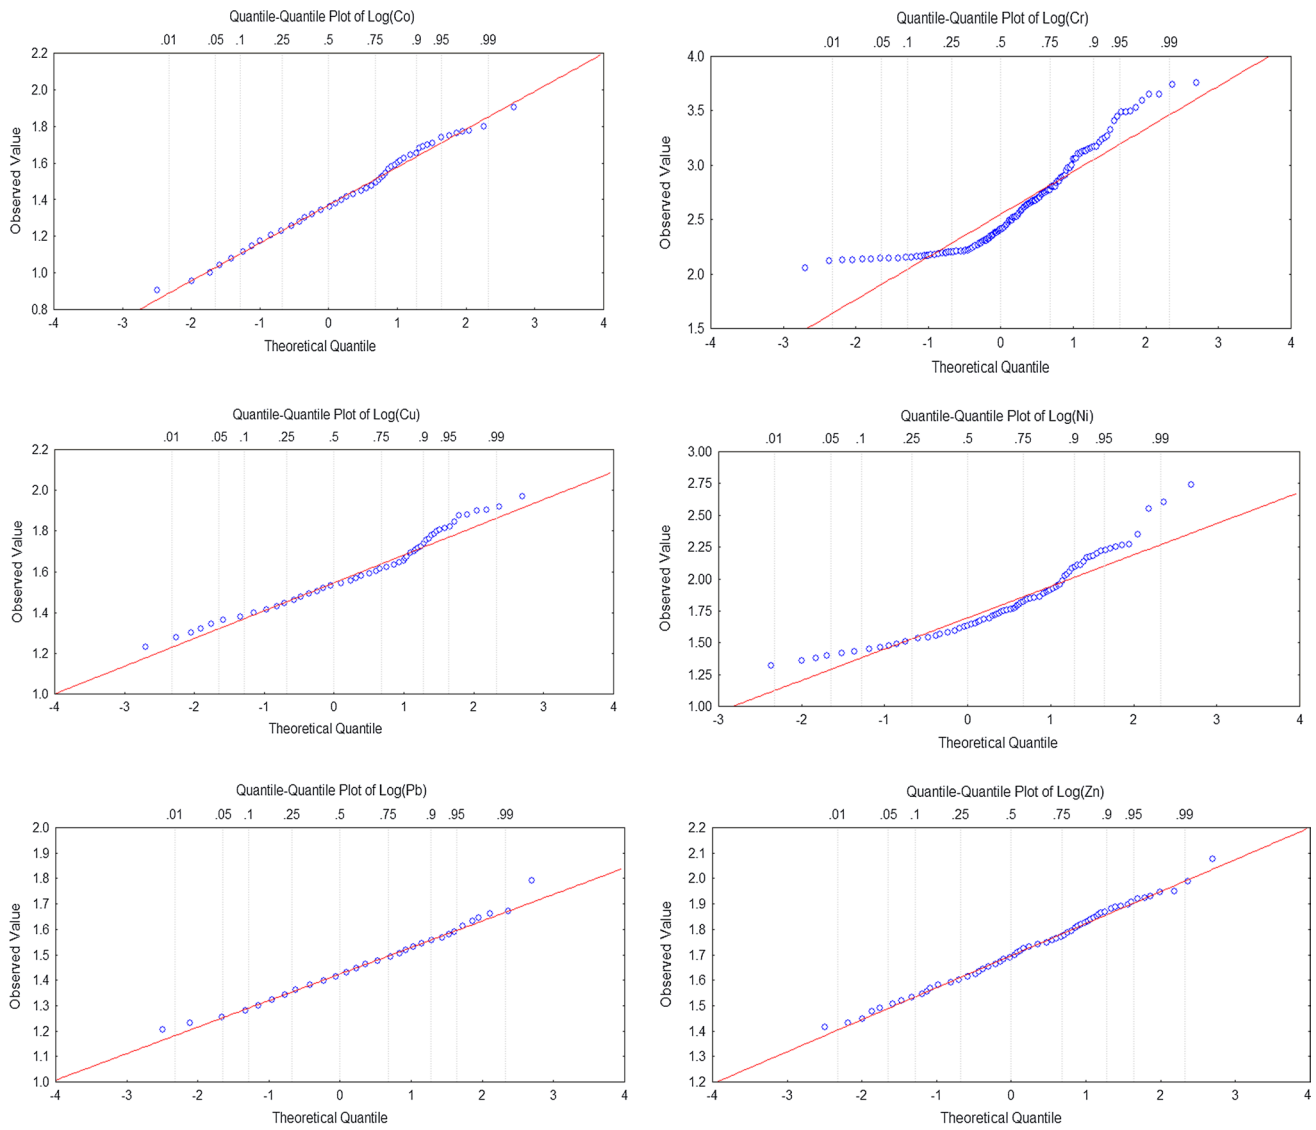 Quantile-Quantile Plot of Log(Co)
.01 .05 .1 .25 .5 .75 .9 .95 .99
2.2
2.0
1.8
1.6
1.4
1.2
1.0
0.8
Observed Value
-4 -3 -2 -1 0 1 2 3 4
Theoretical Quantile
Quantile-Quantile Plot of Log(Cr)
.01 .05 .1 .25 .5 .75 .9 .95 .99
4.0
3.5
3.0
2.5
2.0
1.5
Observed Value
-4 -3 -2 -1 0 1 2 3 4
Theoretical Quantile
Quantile-Quantile Plot of Log(Cu)
.01 .05 .1 .25 .5 .75 .9 .95 .99
2.2
2.0
1.8
1.6
1.4
1.2
1.0
Observed Value
-4 -3 -2 -1 0 1 2 3 4
Theoretical Quantile
Quantile-Quantile Plot of Log(Ni)
.01 .05 .1 .25 .5 .75 .9 .95 .99
3.00
2.75
2.50
2.25
2.00
1.75
1.50
1.25
1.00
Observed Value
-3 -2 -1 0 1 2 3 4
Theoretical Quantile
Quantile-Quantile Plot of Log(Pb)
.01 .05 .1 .25 .5 .75 .9 .95 .99
2.0
1.9
1.8
1.7
1.6
1.5
1.4
1.3
1.2
1.1
1.0
Observed Value
-4 -3 -2 -1 0 1 2 3 4
Theoretical Quantile
Quantile-Quantile Plot of Log(Zn)
.01 .05 .1 .25 .5 .75 .9 .95 .99
2.2
2.1
2.0
1.9
1.8
1.7
1.6
1.5
1.4
1.3
1.2
Observed Value
-4 -3 -2 -1 0 1 2 3 4
Theoretical Quantile